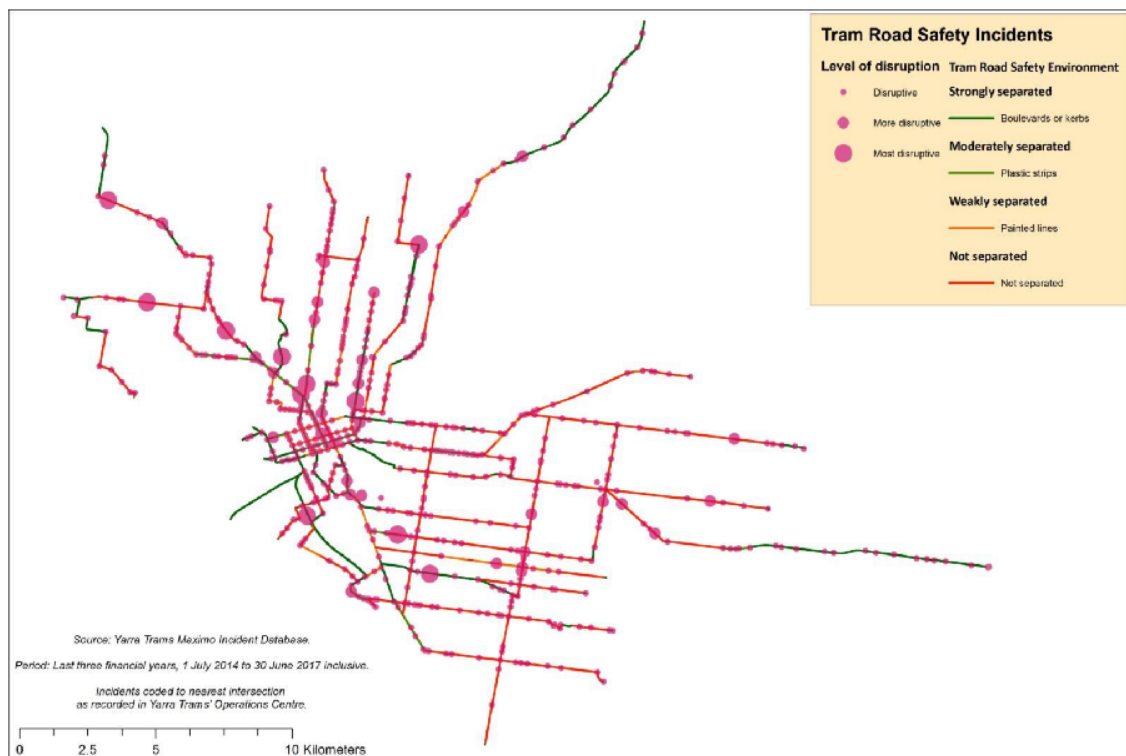 Tram Road Safety Incidents
Level of disruption
Disruptive
More disruptive
Most disruptive
Tram Road Safety Environment
Strongly separated
Boulevards or kerbs
Moderately separated
Plastic strips
Weakly separated
Painted lines
Not separated
Not separated
Source: Yarra Trams Maximo Incident Database.
Period: Last three financial years, 1 July 2014 to 30 June 2017 inclusive.
Incidents coded to nearest intersection
as recorded in Yarra Trams' Operations Centre.
0 2.5 5 10 Kilometers